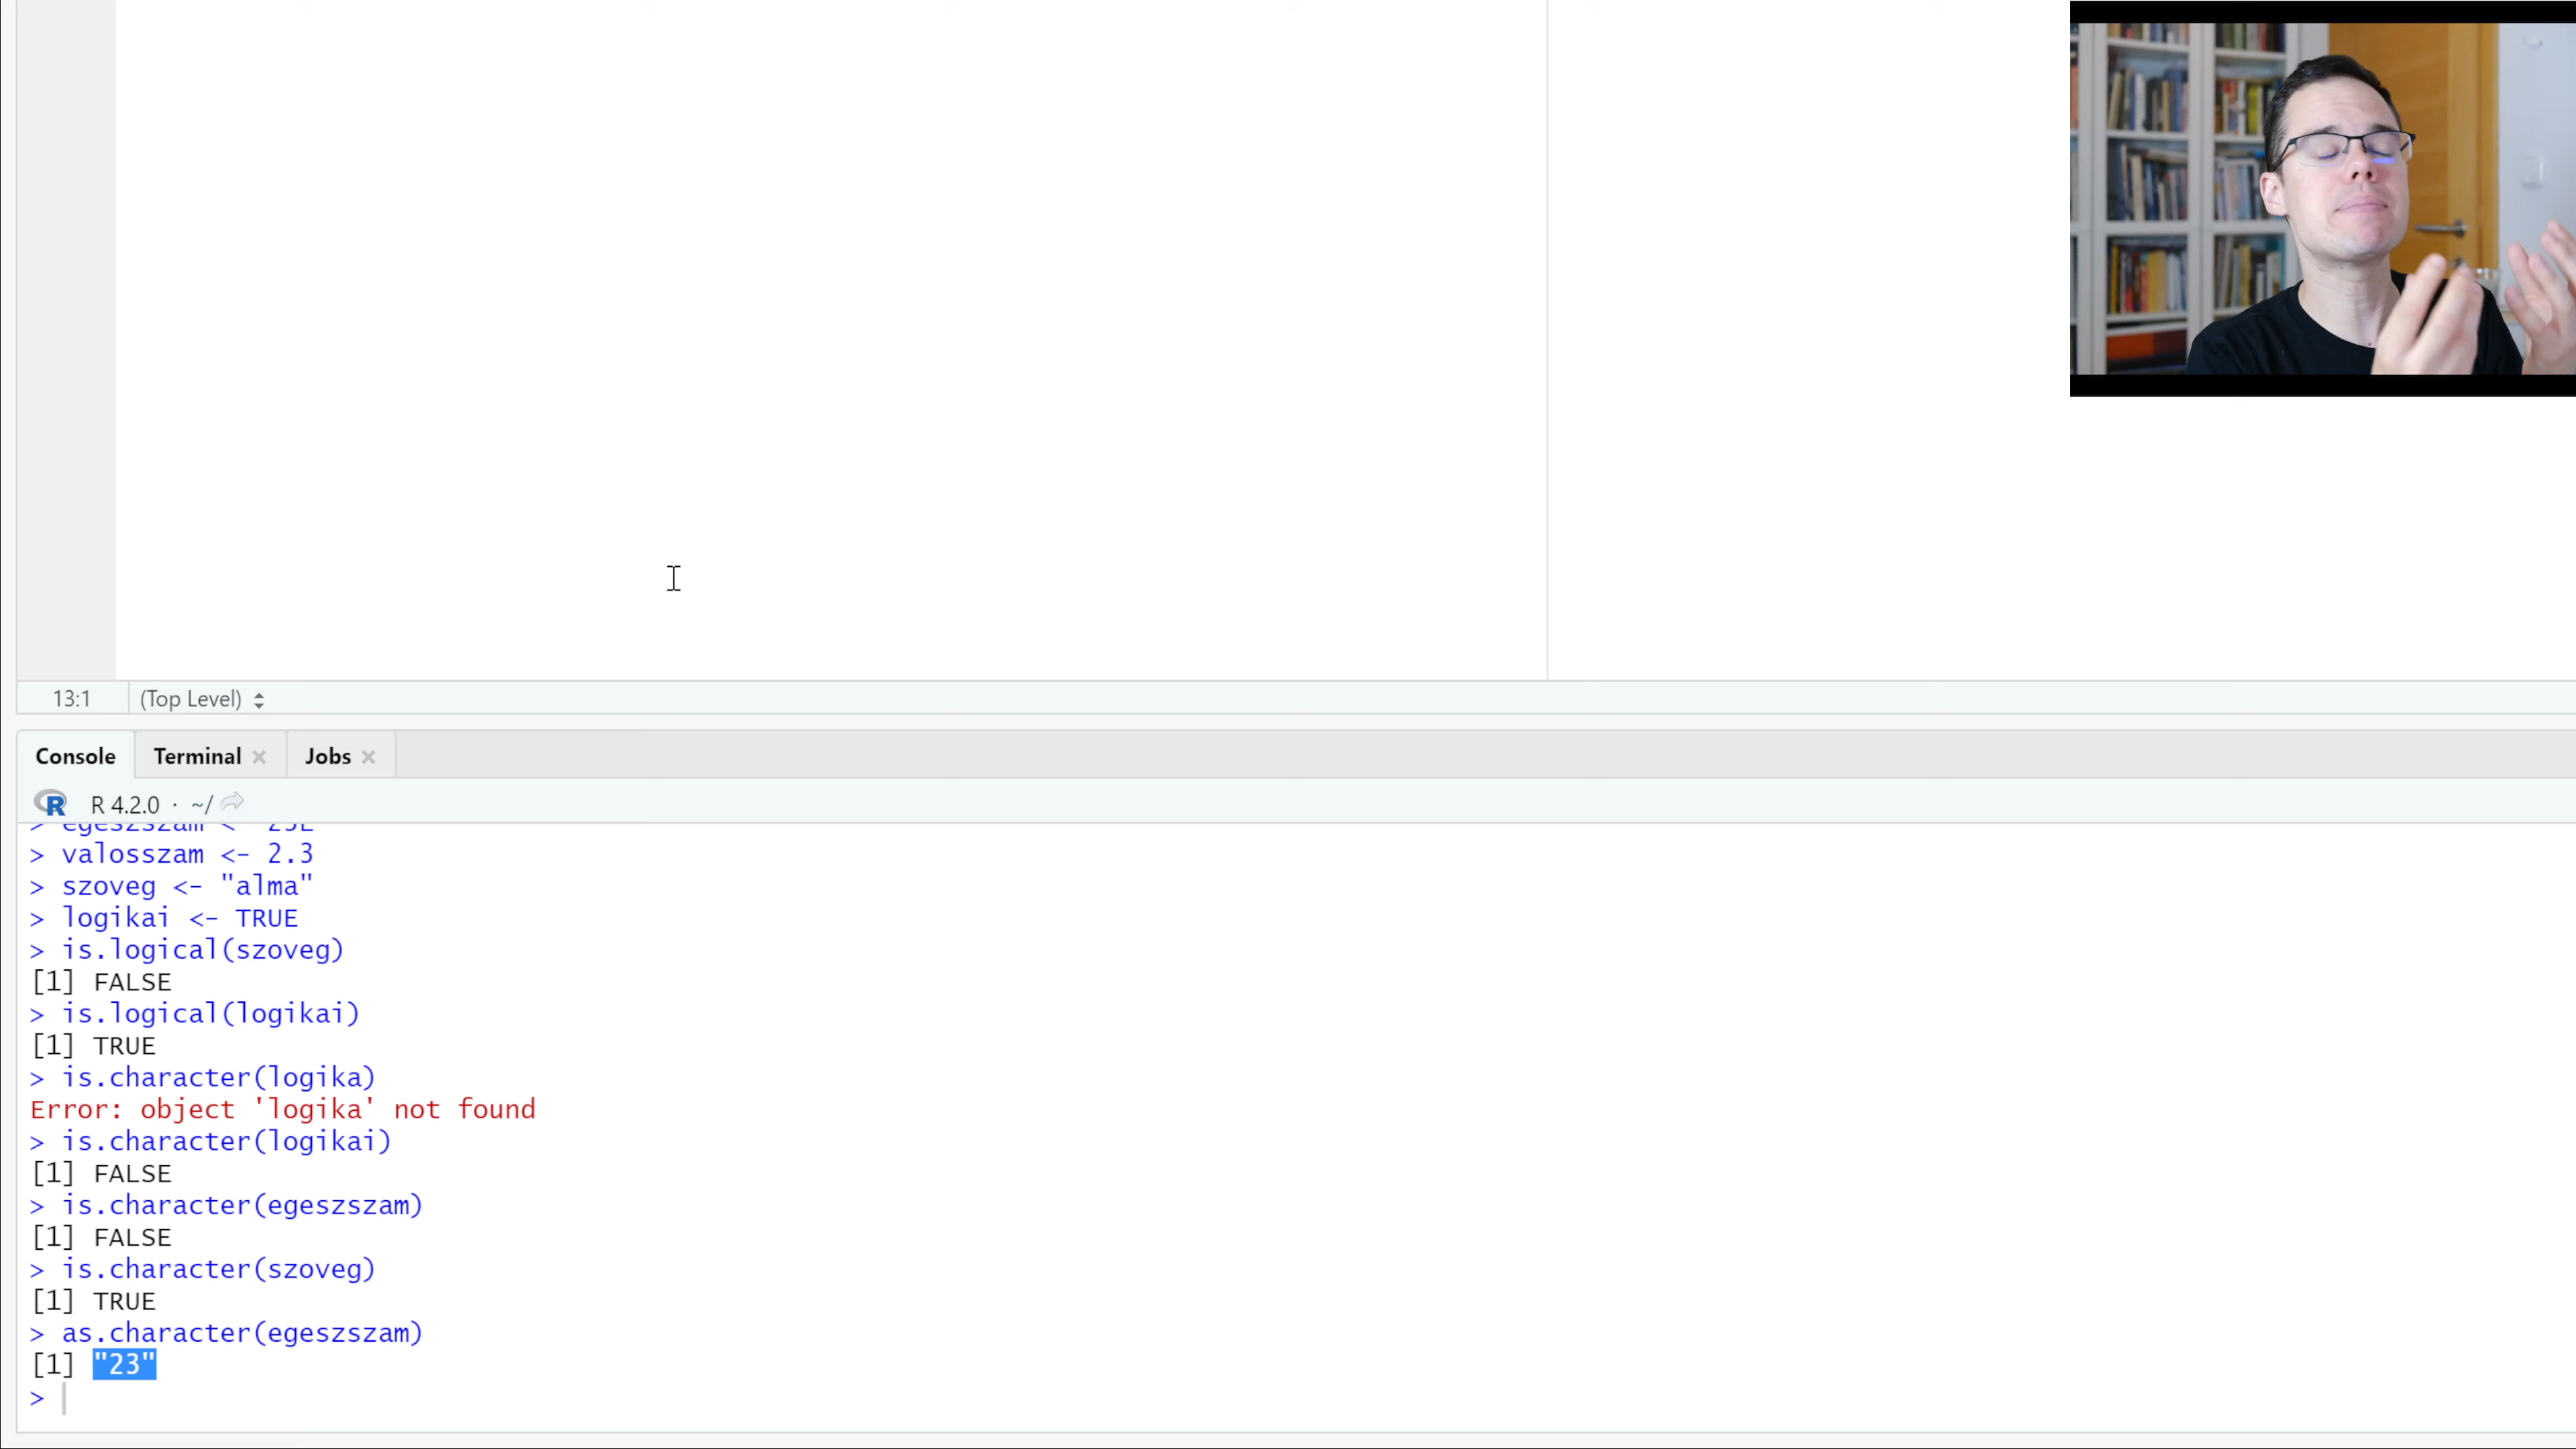 13:1 (Top Level)
Console Terminal Jobs
R 4.2.0 · ~/
> egeszszam <- 23L
> valosszam <- 2.3
> szoveg <- "alma"
> logikai <- TRUE
> is.logical(szoveg)
[1] FALSE
> is.logical(logikai)
[1] TRUE
> is.character(logika)
Error: object 'logika' not found
> is.character(logikai)
[1] FALSE
> is.character(egeszszam)
[1] FALSE
> is.character(szoveg)
[1] TRUE
> as.character(egeszszam)
[1] "23"
>